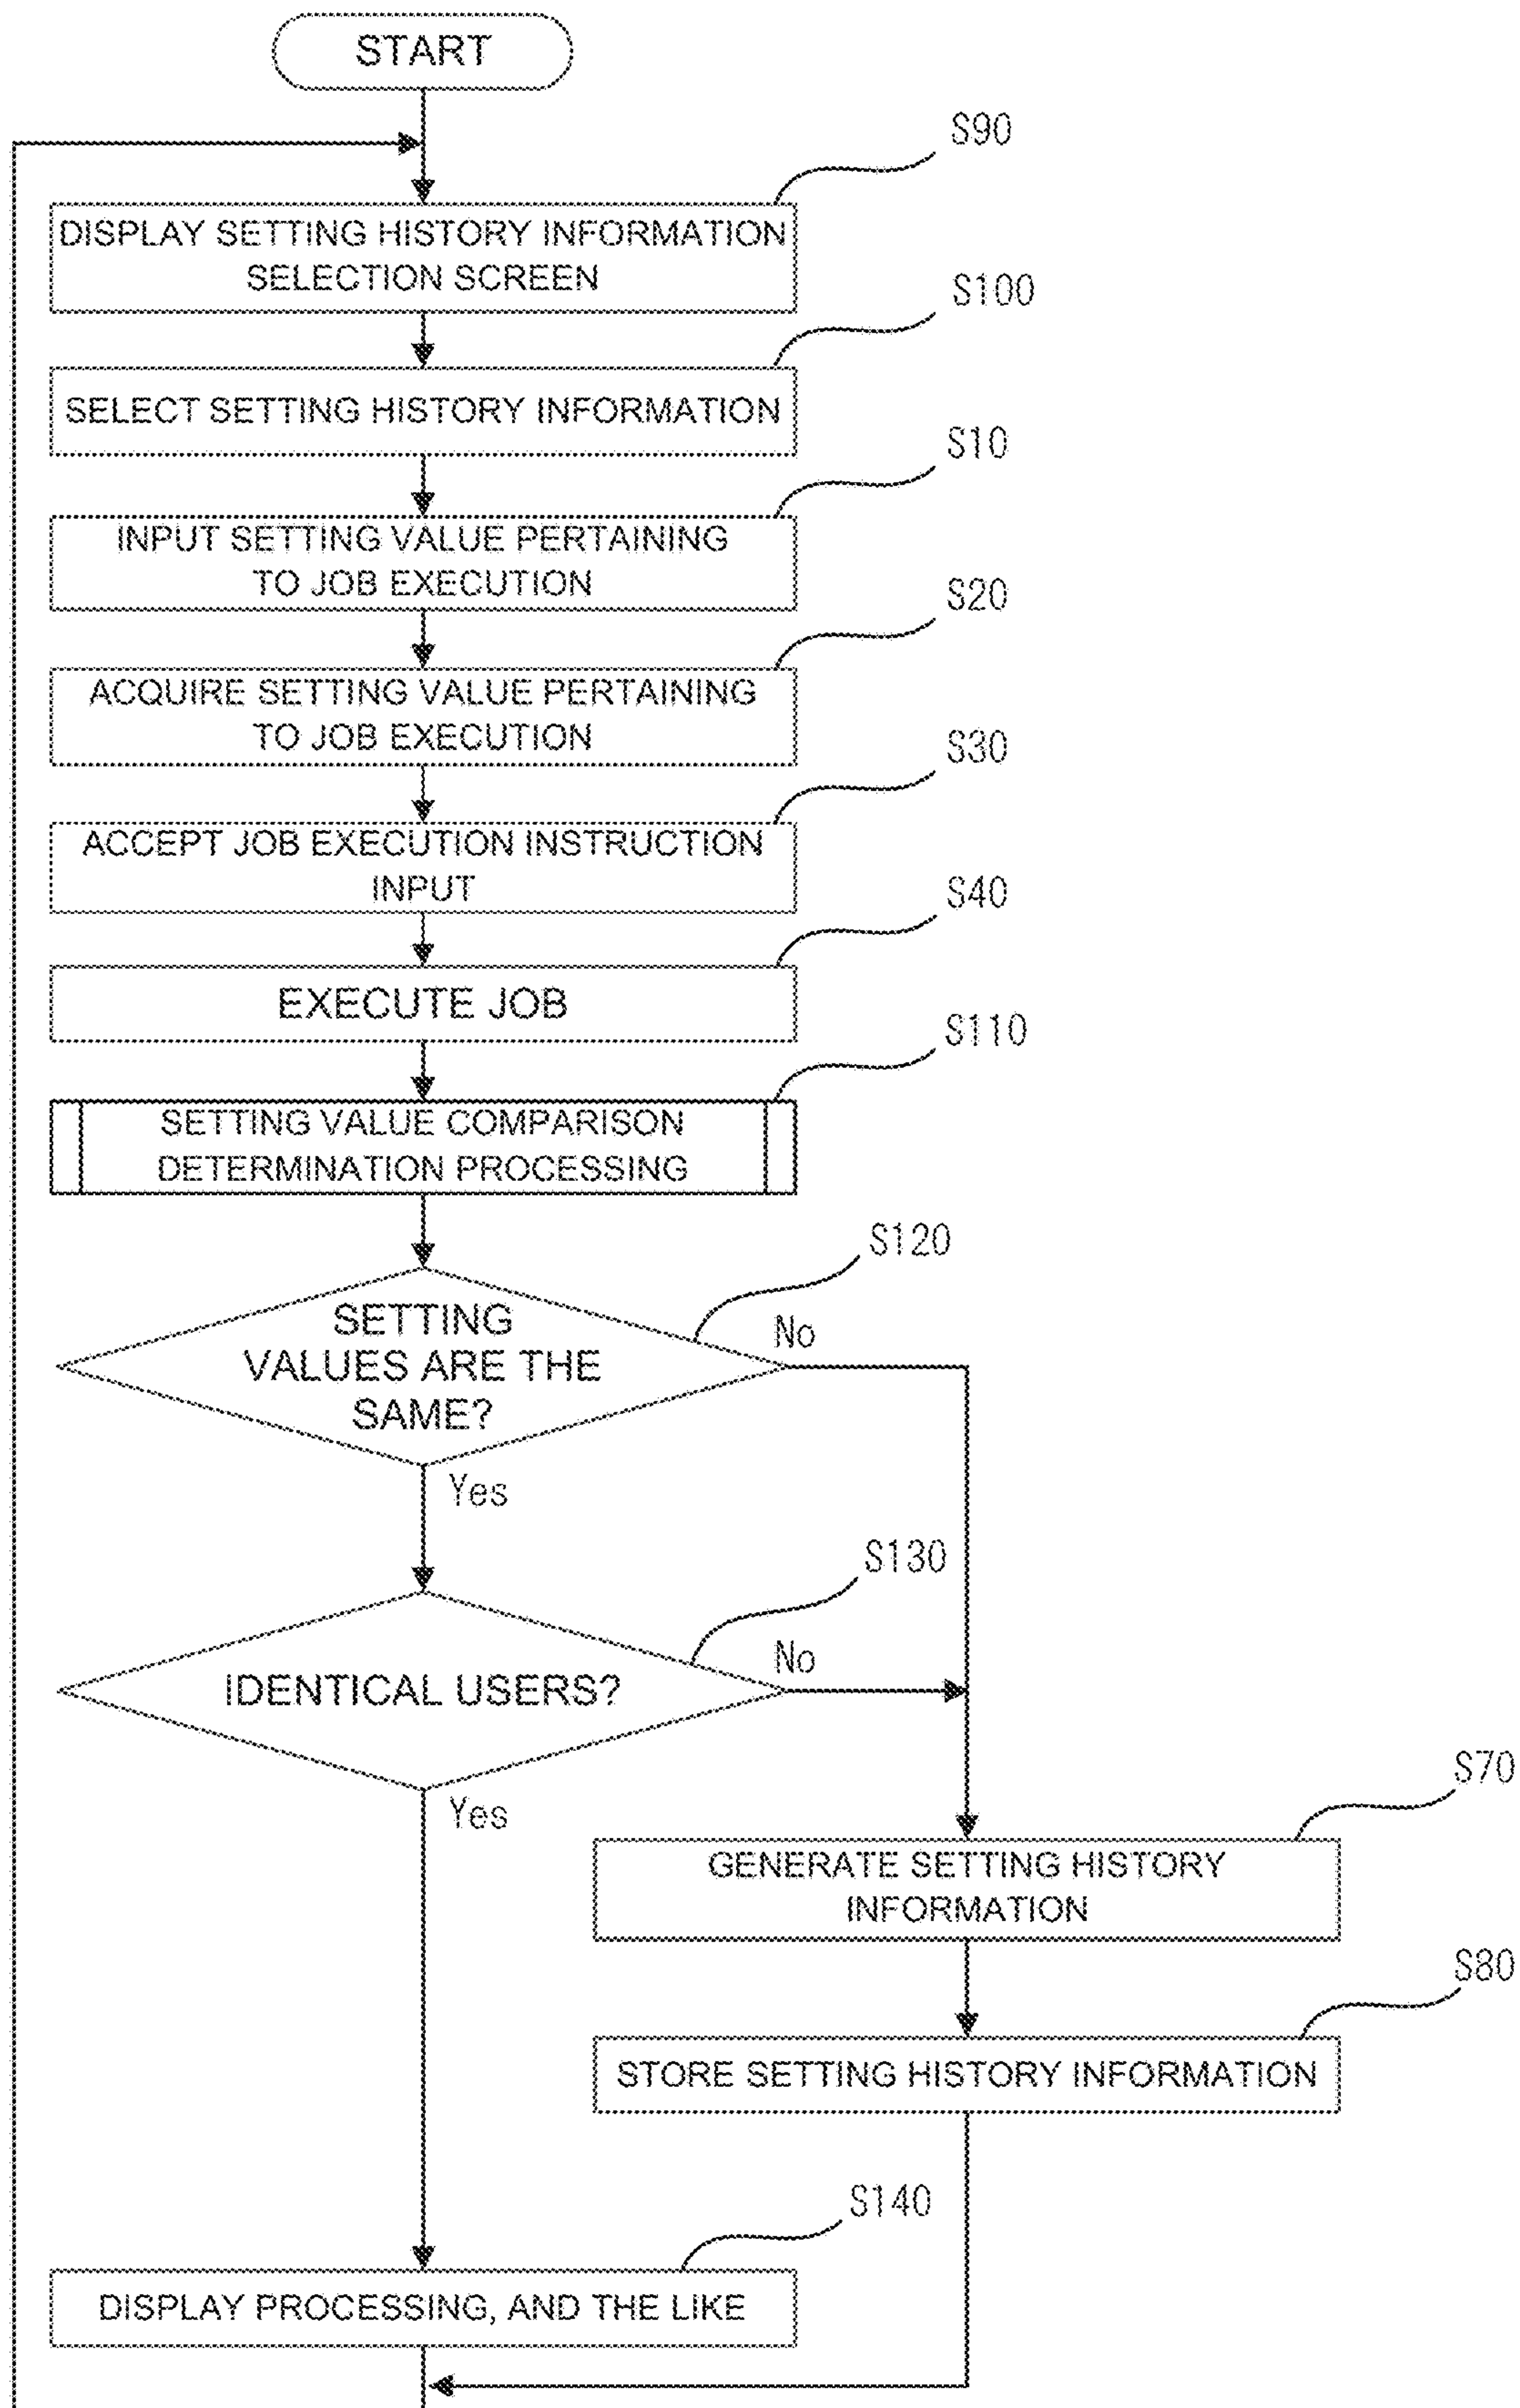 START
S90
DISPLAY SETTING HISTORY INFORMATION
SELECTION SCREEN
S100
SELECT SETTING HISTORY INFORMATION
S10
INPUT SETTING VALUE PERTAINING
TO JOB EXECUTION
S20
ACQUIRE SETTING VALUE PERTAINING
TO JOB EXECUTION
S30
ACCEPT JOB EXECUTION INSTRUCTION
INPUT
S40
EXECUTE JOB
S110
SETTING VALUE COMPARISON
DETERMINATION PROCESSING
S120
SETTING
VALUES ARE THE
SAME?
No
Yes
S130
IDENTICAL USERS?
No
Yes
S70
GENERATE SETTING HISTORY
INFORMATION
S80
STORE SETTING HISTORY INFORMATION
S140
DISPLAY PROCESSING, AND THE LIKE